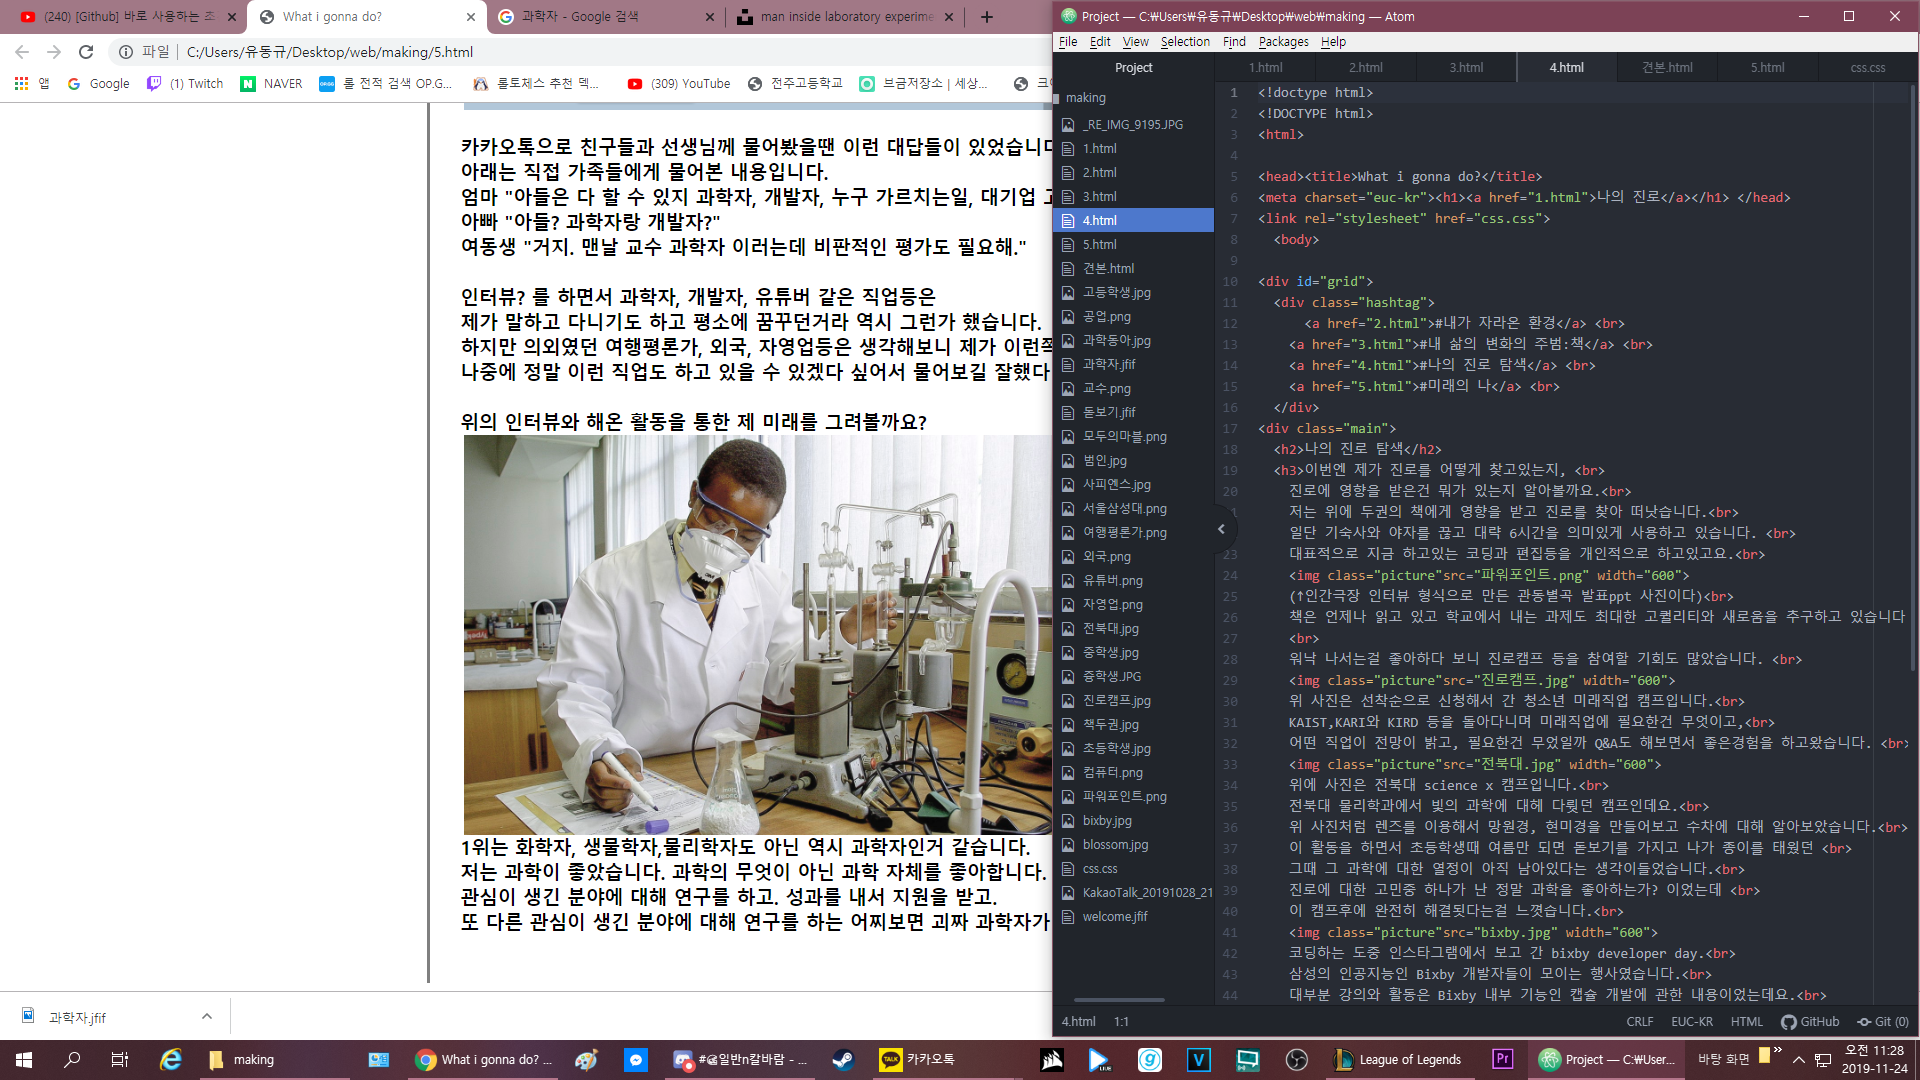 (240) [Github] 바로 사용하는 조
What i gonna do?
과학자 - Google 검색
man inside laboratory experime
파일
C:/Users/유동규/Desktop/web/making/5.html
앱
Google
(1) Twitch
NAVER
롤 전적 검색 OP.G...
롤토체스 추천 덱...
(309) YouTube
전주고등학교
브금저장소 | 세상...
카카오톡으로 친구들과 선생님께 물어봤을땐 이런 대답들이 있었습니다
아래는 직접 가족들에게 물어본 내용입니다.
엄마 "아들은 다 할 수 있지 과학자, 개발자, 누구 가르치는일, 대기업 고
아빠 "아들? 과학자랑 개발자?"
여동생 "거지. 맨날 교수 과학자 이러는데 비판적인 평가도 필요해."
인터뷰? 를 하면서 과학자, 개발자, 유튜버 같은 직업등은
제가 말하고 다니기도 하고 평소에 꿈꾸던거라 역시 그런가 했습니다.
하지만 의외였던 여행평론가, 외국, 자영업등은 생각해보니 제가 이런쪽
나중에 정말 이런 직업도 하고 있을 수 있겠다 싶어서 물어보길 잘했다
위의 인터뷰와 해온 활동을 통한 제 미래를 그려볼까요?
1위는 화학자, 생물학자,물리학자도 아닌 역시 과학자인거 같습니다.
저는 과학이 좋았습니다. 과학의 무엇이 아닌 과학 자체를 좋아합니다.
관심이 생긴 분야에 대해 연구를 하고. 성과를 내서 지원을 받고.
또 다른 관심이 생긴 분야에 대해 연구를 하는 어찌보면 괴짜 과학자가
과학자.jfif
Project — C:\Users\유동규\Desktop\web\making — Atom
File Edit View Selection Find Packages Help
Project
making
_RE_IMG_9195.JPG
1.html
2.html
3.html
4.html
5.html
견본.html
고등학생.jpg
공업.png
과학동아.jpg
과학자.jfif
교수.png
돋보기.jfif
모두의마블.png
범인.jpg
사피엔스.jpg
서울삼성대.png
여행평론가.png
외국.png
유튜버.png
자영업.png
전북대.jpg
중학생.jpg
즁학생.JPG
진로캠프.jpg
책두권.jpg
초등학생.jpg
컴퓨터.png
파워포인트.png
bixby.jpg
blossom.jpg
css.css
KakaoTalk_20191028_21
welcome.jfif
1.html 2.html 3.html 4.html 견본.html 5.html css.css
1 <!doctype html>
2 <!DOCTYPE html>
3 <html>
4
5 <head><title>What i gonna do?</title>
6 <meta charset="euc-kr"><h1><a href="1.html">나의 진로</a></h1> </head>
7 <link rel="stylesheet" href="css.css">
8 <body>
9
10 <div id="grid">
11 <div class="hashtag">
12 <a href="2.html">#내가 자라온 환경</a> <br>
13 <a href="3.html">#내 삶의 변화의 주범:책</a> <br>
14 <a href="4.html">#나의 진로 탐색</a> <br>
15 <a href="5.html">#미래의 나</a> <br>
16 </div>
17 <div class="main">
18 <h2>나의 진로 탐색</h2>
19 <h3>이번엔 제가 진로를 어떻게 찾고있는지, <br>
20 진로에 영향을 받은건 뭐가 있는지 알아볼까요.<br>
저는 위에 두권의 책에게 영향을 받고 진로를 찾아 떠낫습니다.<br>
일단 기숙사와 야자를 끊고 대략 6시간을 의미있게 사용하고 있습니다. <br>
23 대표적으로 지금 하고있는 코딩과 편집등을 개인적으로 하고있고요.<br>
24 <img class="picture"src="파워포인트.png" width="600">
25 (↑인간극장 인터뷰 형식으로 만든 관동별곡 발표ppt 사진이다)<br>
26 책은 언제나 읽고 있고 학교에서 내는 과제도 최대한 고퀄리티와 새로움을 추구하고 있습니다
27 <br>
28 워낙 나서는걸 좋아하다 보니 진로캠프 등을 참여할 기회도 많았습니다. <br>
29 <img class="picture"src="진로캠프.jpg" width="600">
30 위 사진은 선착순으로 신청해서 간 청소년 미래직업 캠프입니다.<br>
31 KAIST,KARI와 KIRD 등을 돌아다니며 미래직업에 필요한건 무엇이고,<br>
32 어떤 직업이 전망이 밝고, 필요한건 무었일까 Q&A도 해보면서 좋은경험을 하고왔습니다. <br>
33 <img class="picture"src="전북대.jpg" width="600">
34 위에 사진은 전북대 science x 캠프입니다.<br>
35 전북대 물리학과에서 빛의 과학에 대헤 다뤗던 캠프인데요.<br>
36 위 사진처럼 렌즈를 이용해서 망원경, 현미경을 만들어보고 수차에 대해 알아보았습니다.<br>
37 이 활동을 하면서 초등학생때 여름만 되면 돋보기를 가지고 나가 종이를 태웠던 <br>
38 그때 그 과학에 대한 열정이 아직 남아있다는 생각이들었습니다.<br>
39 진로에 대한 고민중 하나가 난 정말 과학을 좋아하는가? 이었는데 <br>
40 이 캠프후에 완전히 해결됫다는걸 느꼇습니다.<br>
41 <img class="picture"src="bixby.jpg" width="600">
42 코딩하는 도중 인스타그램에서 보고 간 bixby developer day.<br>
43 삼성의 인공지능인 Bixby 개발자들이 모이는 행사였습니다.<br>
44 대부분 강의와 활동은 Bixby 내부 기능인 캡슐 개발에 관한 내용이었는데요.<br>
4.html 1:1
CRLF EUC-KR HTML GitHub Git (0)
making
What i gonna do? ...
#일반n칼바람 - ...
카카오톡
League of Legends
Project — C:\User...
바탕 화면
오전 11:28
2019-11-24